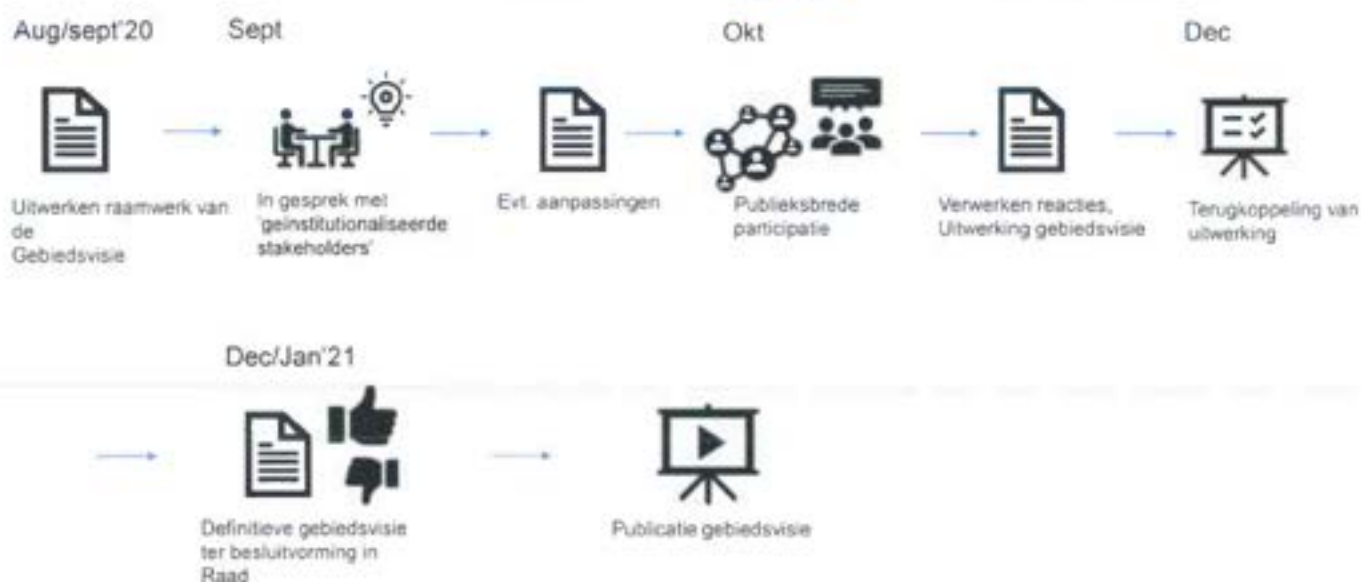 Aug/sept'20
Sept
Okt
Dec
Uitwerken raamwerk van
de
Gebiedsvisie
In gesprek met
'geinstitutionaliseerde
stakeholders'
Evt. aanpassingen
Publieksbrede
participatie
Verwerken reacties,
Uitwerking gebiedsvisie
Terugkoppeling van
uitwerking
Dec/Jan'21
Definitieve gebiedsvisie
ter besluitvorming in
Raad
Publicatie gebiedsvisie